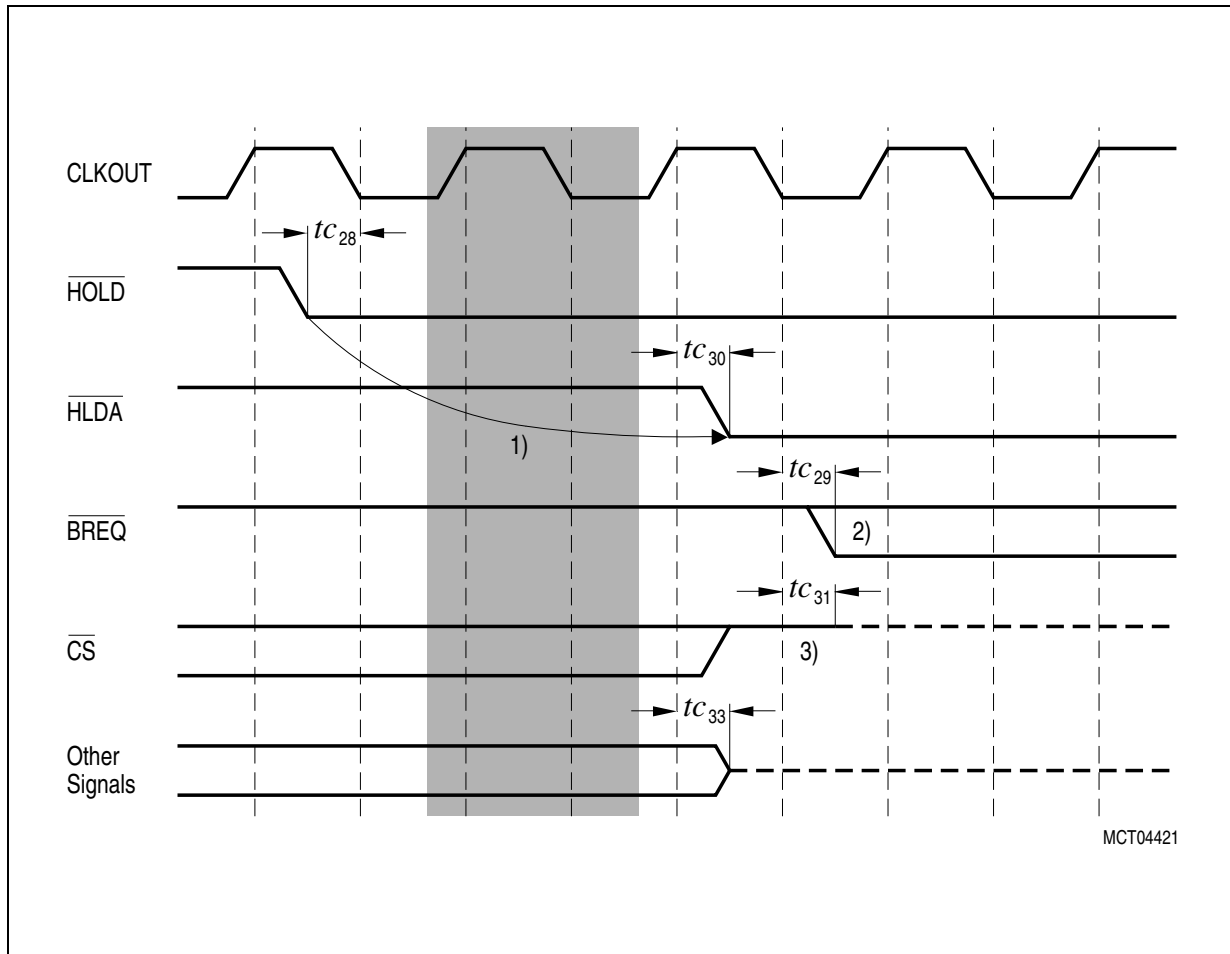 CLKOUT
tc28
HOLD
tc30
HLDA
1)
tc29
BREQ
2)
tc31
CS
3)
tc33
Other
Signals
MCT04421